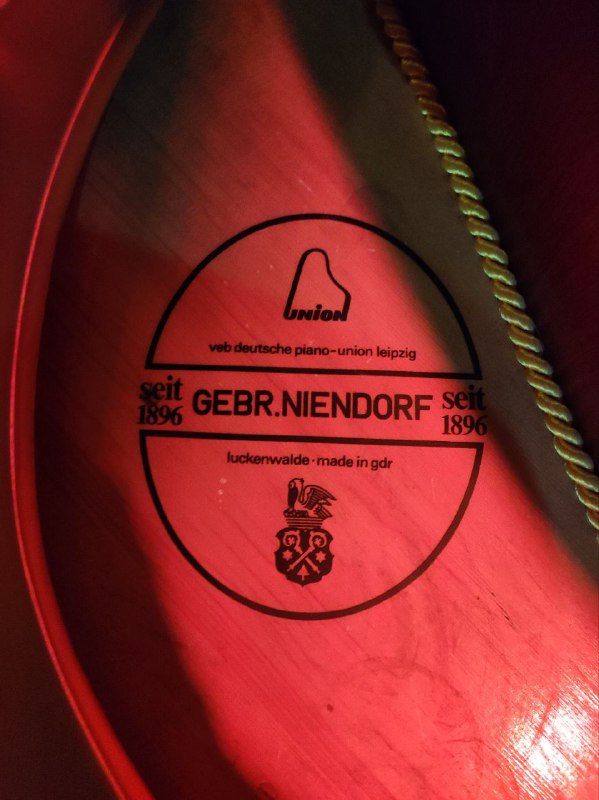 union
veb deutsche piano-union leipzig
seit 1896 GEBR.NIENDORF seit 1896
luckenwalde·made in gdr